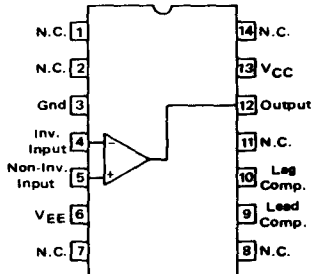 N.C. 1
14 N.C.
N.C. 2
13 VCC
Gnd 3
12 Output
Inv.
Input 4
−
11 N.C.
Non-Inv.
Input 5
+
10 Lag
Comp.
VEE 6
9 Lead
Comp.
N.C. 7
8 N.C.